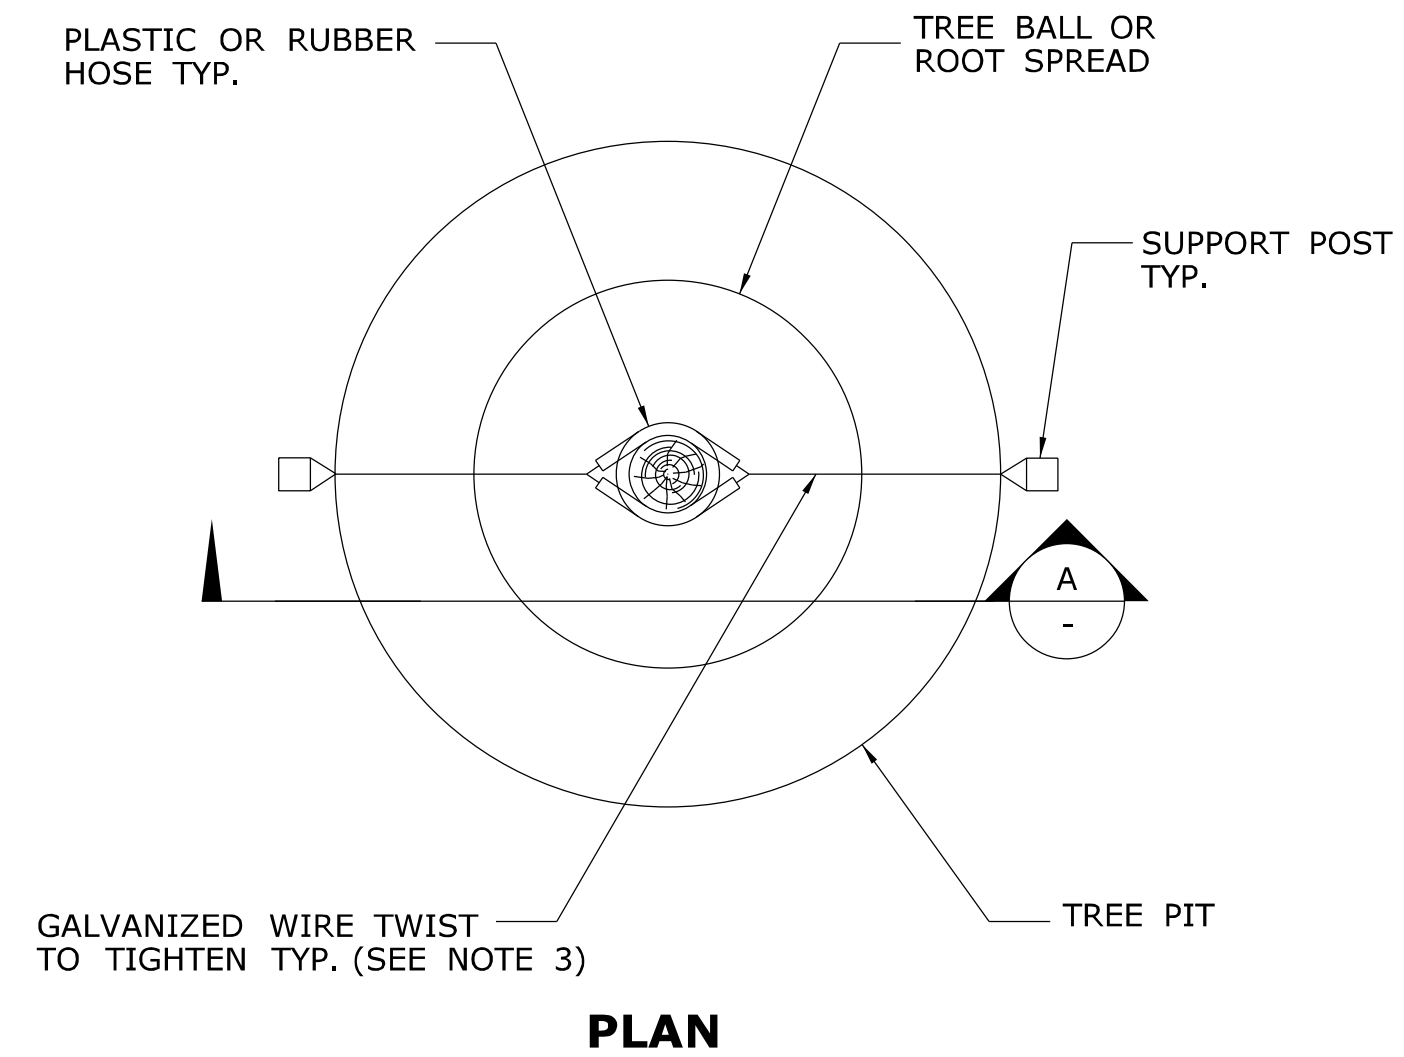 PLASTIC OR RUBBER
HOSE TYP.
TREE BALL OR
ROOT SPREAD
SUPPORT POST
TYP.
A
-
GALVANIZED WIRE TWIST
TO TIGHTEN TYP. (SEE NOTE 3)
TREE PIT
PLAN